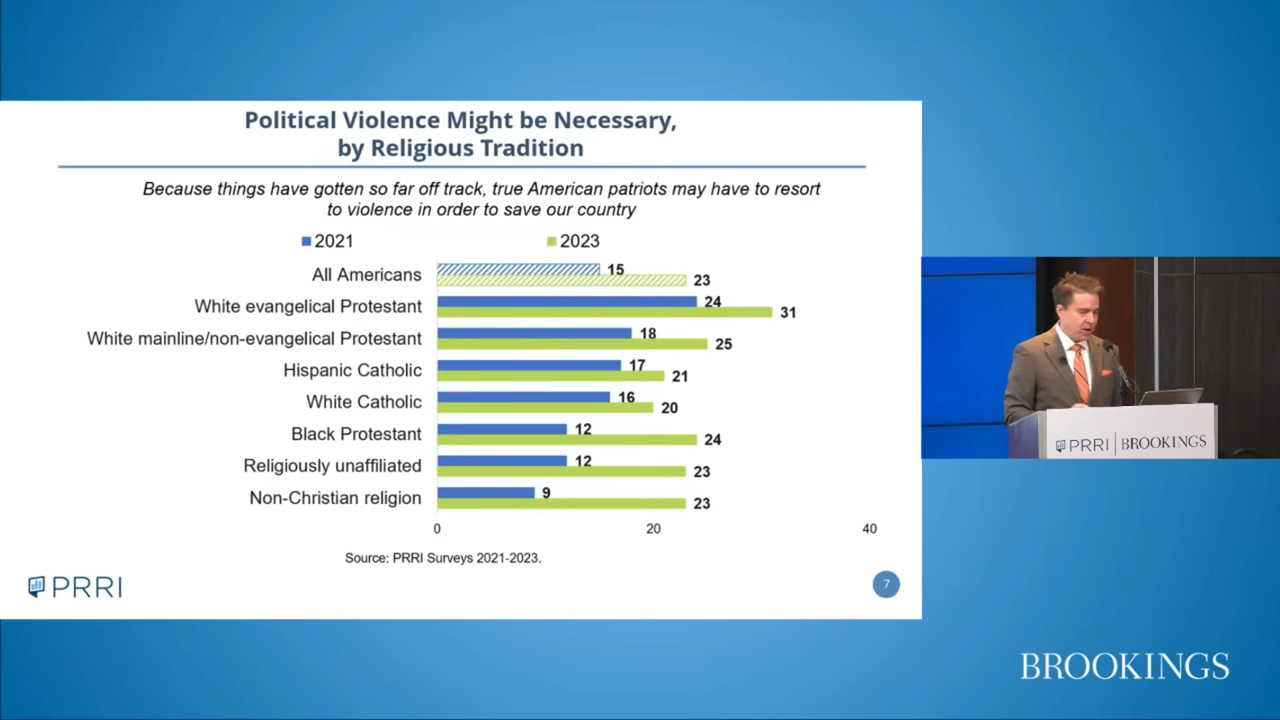 Political Violence Might be Necessary,
by Religious Tradition
Because things have gotten so far off track, true American patriots may have to resort
to violence in order to save our country
2021
2023
All Americans
15
23
White evangelical Protestant
24
31
White mainline/non-evangelical Protestant
18
25
Hispanic Catholic
17
21
White Catholic
16
20
Black Protestant
12
24
Religiously unaffiliated
12
23
Non-Christian religion
9
23
0
20
40
Source: PRRI Surveys 2021-2023.
PRRI
7
PRRI BROOKINGS
BROOKINGS